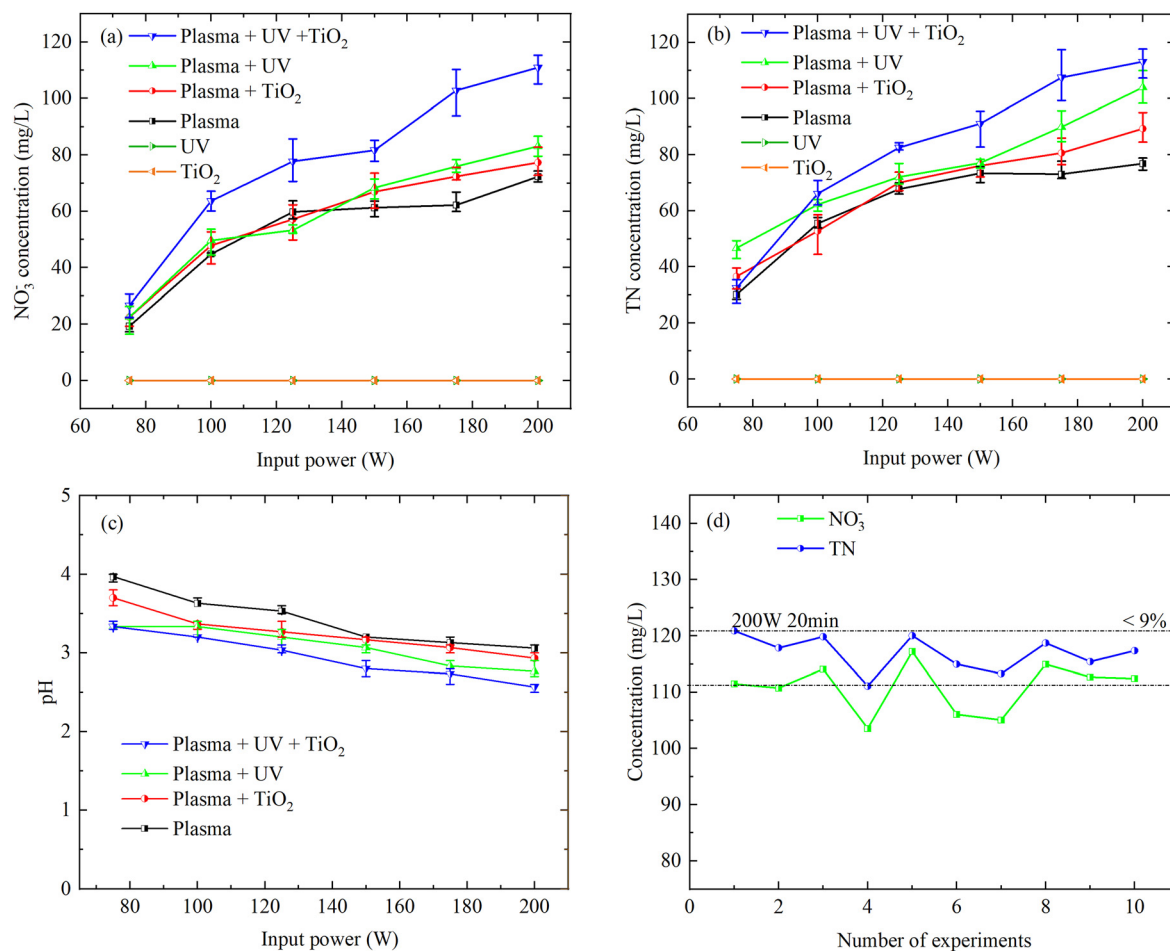 (a)
Plasma + UV +TiO₂
Plasma + UV
Plasma + TiO₂
Plasma
UV
TiO₂
NO₃⁻ concentration (mg/L)
120
100
80
60
40
20
0
60 80 100 120 140 160 180 200
Input power (W)
(b)
Plasma + UV + TiO₂
Plasma + UV
Plasma + TiO₂
Plasma
UV
TiO₂
TN concentration (mg/L)
120
100
80
60
40
20
0
60 80 100 120 140 160 180 200
Input power (W)
(c)
pH
5
4
3
2
1
0
Plasma + UV + TiO₂
Plasma + UV
Plasma + TiO₂
Plasma
80 100 120 140 160 180 200
Input power (W)
(d)
NO₃⁻
TN
Concentration (mg/L)
140
130
120
110
100
90
80
200W 20min
< 9%
0 2 4 6 8 10
Number of experiments